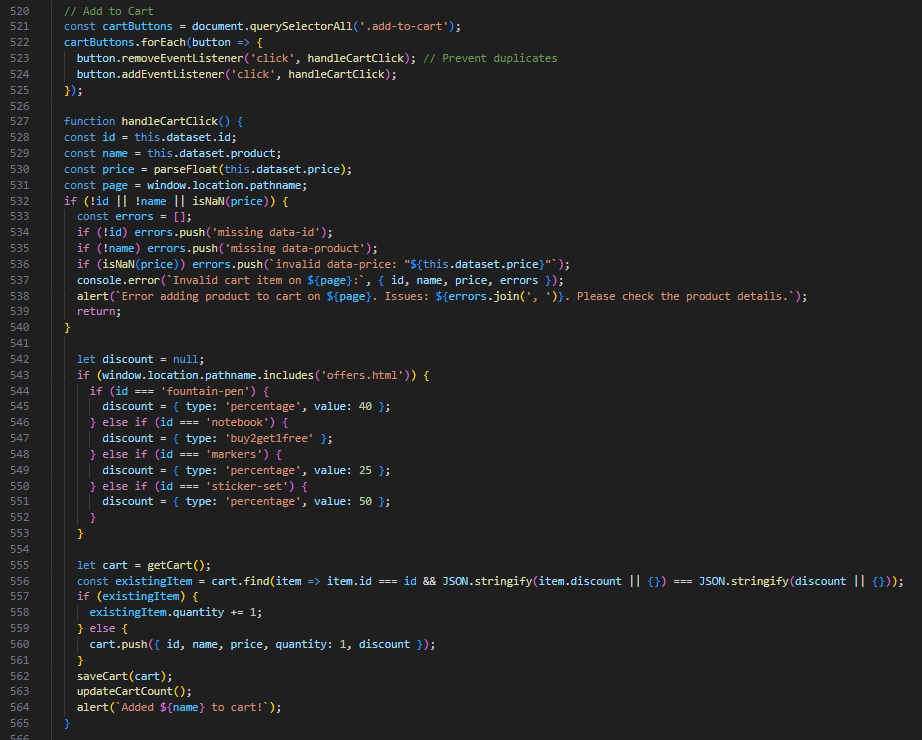 520 // Add to Cart
521 const cartButtons = document.querySelectorAll('.add-to-cart');
522 cartButtons.forEach(button => {
523 button.removeEventListener('click', handleCartClick); // Prevent duplicates
524 button.addEventListener('click', handleCartClick);
525 });
526
527 function handleCartClick() {
528 const id = this.dataset.id;
529 const name = this.dataset.product;
530 const price = parseFloat(this.dataset.price);
531 const page = window.location.pathname;
532 if (!id || !name || isNaN(price)) {
533 const errors = [];
534 if (!id) errors.push('missing data-id');
535 if (!name) errors.push('missing data-product');
536 if (isNaN(price)) errors.push(`invalid data-price: "${this.dataset.price}"`);
537 console.error(`Invalid cart item on ${page}:`, { id, name, price, errors });
538 alert(`Error adding product to cart on ${page}. Issues: ${errors.join(', ')}. Please check the product details.`);
539 return;
540 }
541
542 let discount = null;
543 if (window.location.pathname.includes('offers.html')) {
544 if (id === 'fountain-pen') {
545 discount = { type: 'percentage', value: 40 };
546 } else if (id === 'notebook') {
547 discount = { type: 'buy2get1free' };
548 } else if (id === 'markers') {
549 discount = { type: 'percentage', value: 25 };
550 } else if (id === 'sticker-set') {
551 discount = { type: 'percentage', value: 50 };
552 }
553 }
554
555 let cart = getCart();
556 const existingItem = cart.find(item => item.id === id && JSON.stringify(item.discount || {}) === JSON.stringify(discount || {}));
557 if (existingItem) {
558 existingItem.quantity += 1;
559 } else {
560 cart.push({ id, name, price, quantity: 1, discount });
561 }
562 saveCart(cart);
563 updateCartCount();
564 alert(`Added ${name} to cart!`);
565 }
566